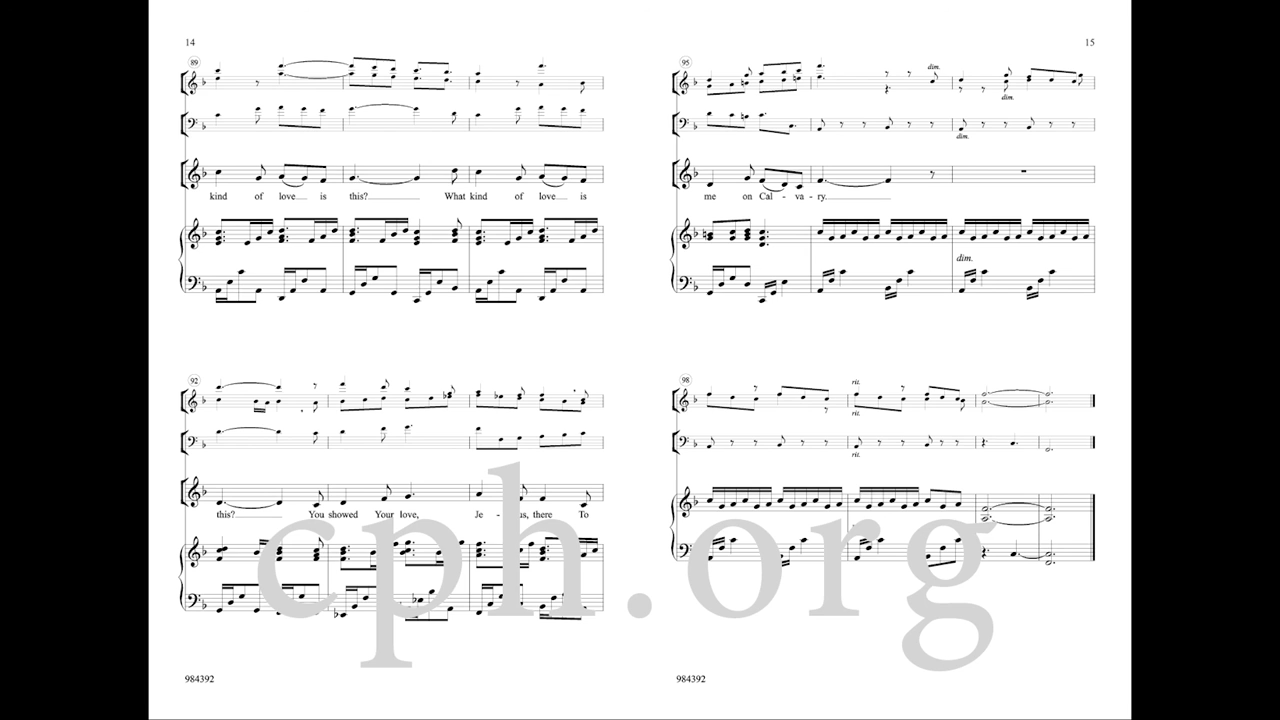 14
89
kind of love is this? What kind of love is
92
this? You showed Your love, Je - us, there To
984392
15
95
dim.
dim.
dim.
me on Cal - va - ry.
dim.
98
rit.
rit.
rit.
984392
cph.org